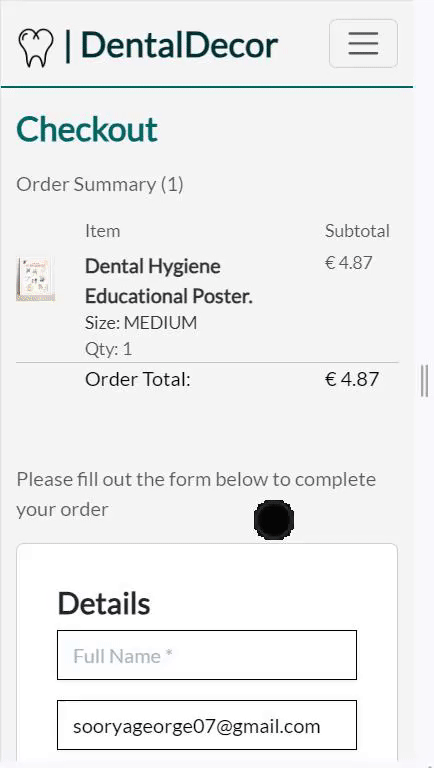 | DentalDecor
Checkout
Order Summary (1)
Item Subtotal
Dental Hygiene € 4.87
Educational Poster.
Size: MEDIUM
Qty: 1
Order Total: € 4.87
Please fill out the form below to complete
your order
Details
Full Name *
sooryageorge07@gmail.com